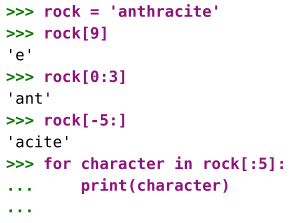 >>> rock = 'anthracite'
>>> rock[9]
'e'
>>> rock[0:3]
'ant'
>>> rock[-5:]
'acite'
>>> for character in rock[:5]:
...     print(character)
...